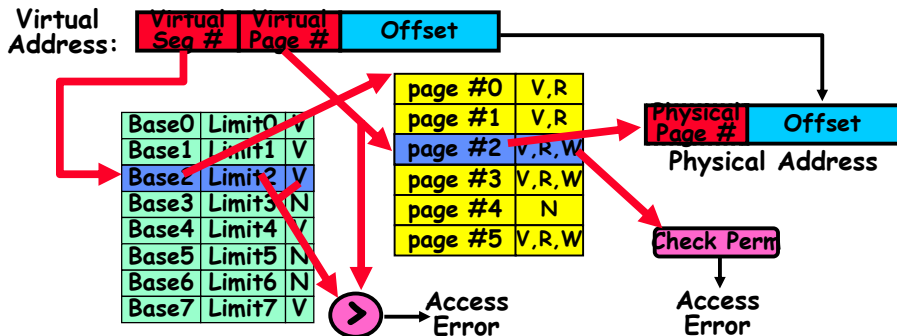 Virtual Address:
Virtual Seg #
Virtual Page #
Offset
Base0 Limit0 V
Base1 Limit1 V
Base2 Limit2 V
Base3 Limit3 N
Base4 Limit4 V
Base5 Limit5 N
Base6 Limit6 N
Base7 Limit7 V
page #0 V,R
page #1 V,R
page #2 V,R,W
page #3 V,R,W
page #4 N
page #5 V,R,W
Physical Page #
Offset
Physical Address
>
Access Error
Check Perm
Access Error